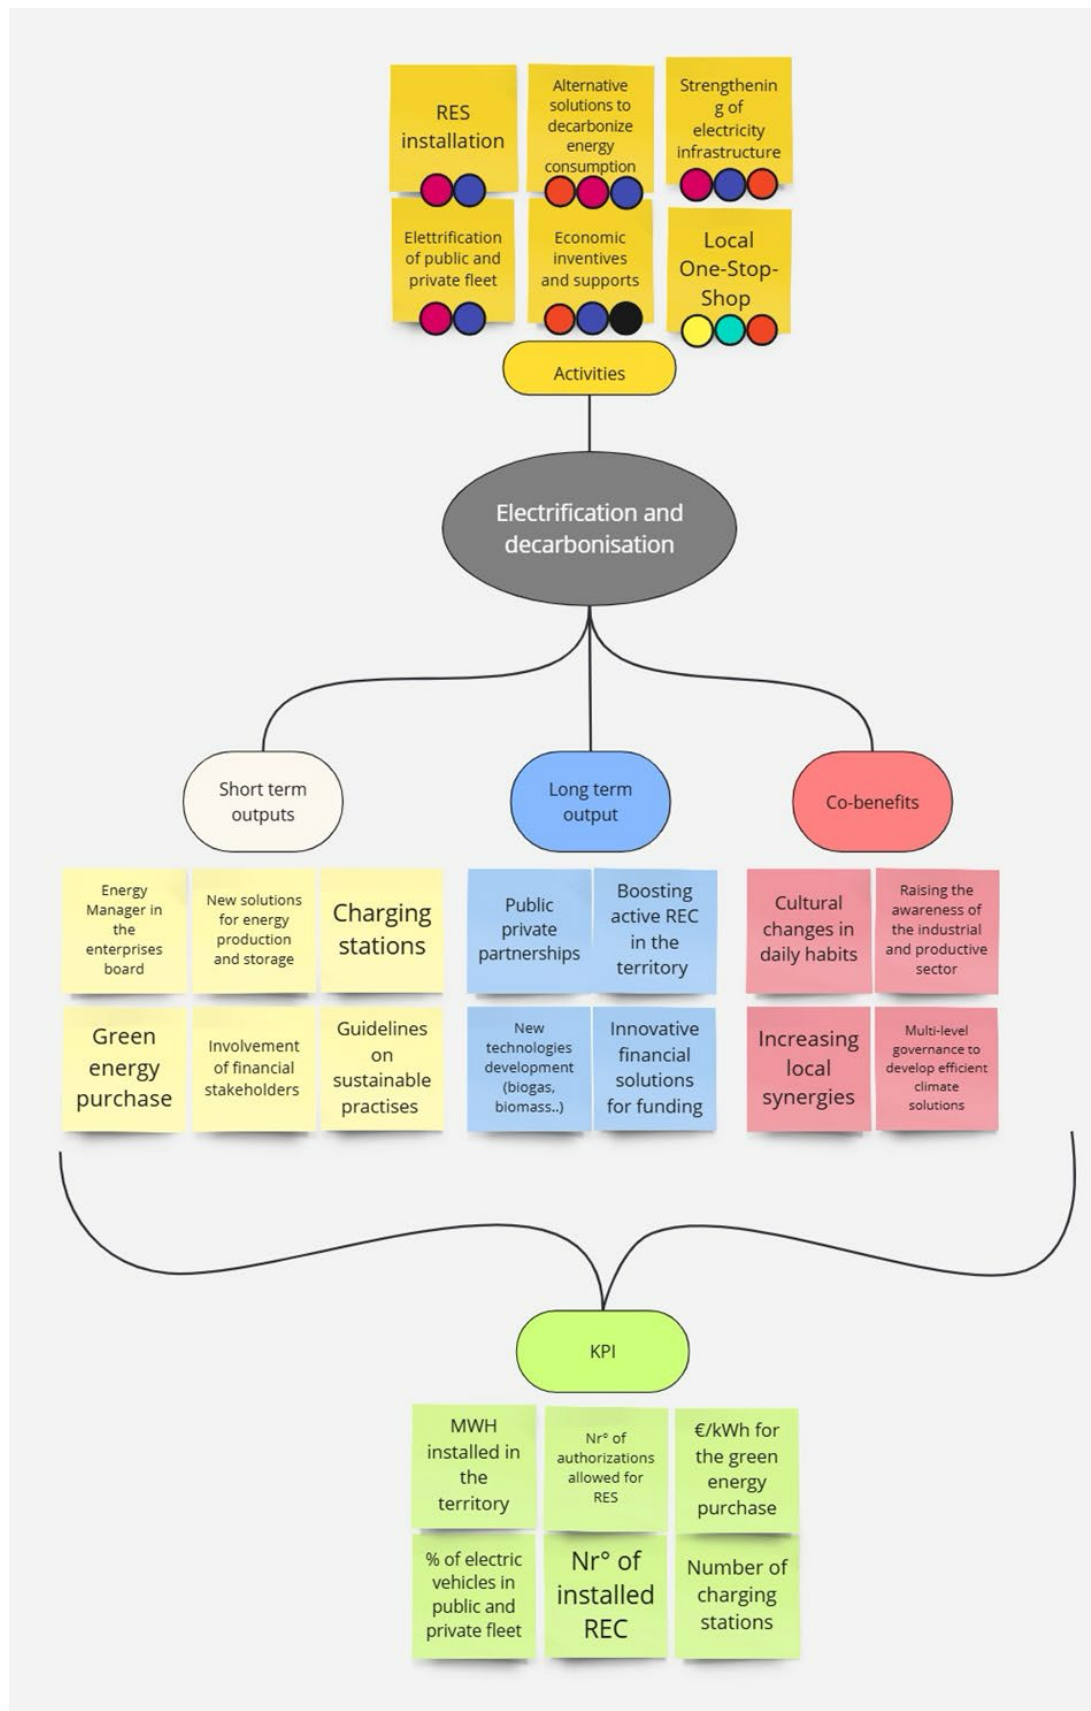 RES
installation
Alternative
solutions to
decarbonize
energy
consumption
Strengthenin
g of
electricity
infrastructure
Elettrification
of public and
private fleet
Economic
inventives
and supports
Local
One-Stop-
Shop
Activities
Electrification and
decarbonisation
Short term
outputs
Long term
output
Co-benefits
Energy
Manager in
the
enterprises
board
New solutions
for energy
production
and storage
Charging
stations
Public
private
partnerships
Boosting
active REC
in the
territory
Cultural
changes in
daily habits
Raising the
awareness of
the industrial
and productive
sector
Green
energy
purchase
Involvement
of financial
stakeholders
Guidelines
on
sustainable
practises
New
technologies
development
(biogas,
biomass..)
Innovative
financial
solutions
for funding
Increasing
local
synergies
Multi-level
governance to
develop efficient
climate
solutions
KPI
MWH
installed in
the
territory
Nr° of
authorizations
allowed for
RES
€/kWh for
the green
energy
purchase
% of electric
vehicles in
public and
private fleet
Nr° of
installed
REC
Number of
charging
stations